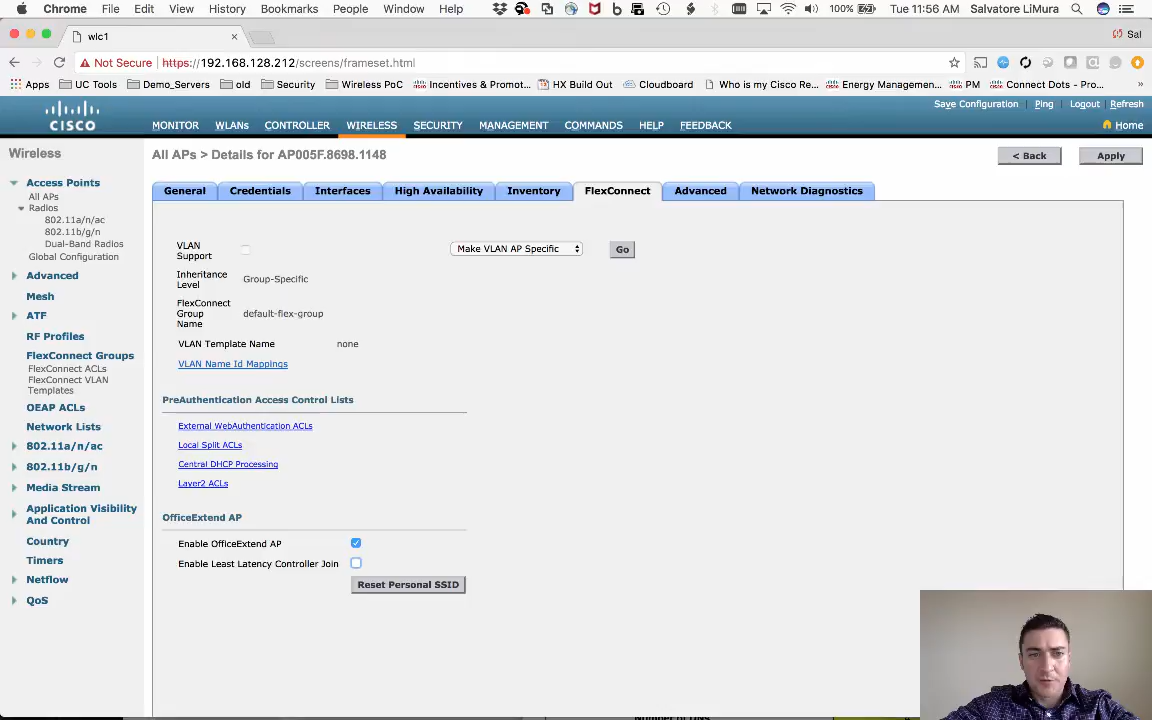 Chrome File Edit View History Bookmarks People Window Help 100% Tue 11:56 AM Salvatore LiMura
wlc1 Sal
Not Secure https://192.168.128.212/screens/frameset.html
Apps UC Tools Demo_Servers old Security Wireless PoC Incentives & Promot... HX Build Out Cloudboard Who is my Cisco Re... Energy Managemen... PM Connect Dots - Pro... »
Save Configuration Ping Logout Refresh
CISCO MONITOR WLANs CONTROLLER WIRELESS SECURITY MANAGEMENT COMMANDS HELP FEEDBACK Home
Wireless
Access Points
All APs
Radios
802.11a/n/ac
802.11b/g/n
Dual-Band Radios
Global Configuration
Advanced
Mesh
ATF
RF Profiles
FlexConnect Groups
FlexConnect ACLs
FlexConnect VLAN
Templates
OEAP ACLs
Network Lists
802.11a/n/ac
802.11b/g/n
Media Stream
Application Visibility
And Control
Country
Timers
Netflow
QoS
All APs > Details for AP005F.8698.1148 < Back Apply
General Credentials Interfaces High Availability Inventory FlexConnect Advanced Network Diagnostics
VLAN
Support
Make VLAN AP Specific Go
Inheritance
Level
Group-Specific
FlexConnect
Group
Name
default-flex-group
VLAN Template Name none
VLAN Name Id Mappings
PreAuthentication Access Control Lists
External WebAuthentication ACLs
Local Split ACLs
Central DHCP Processing
Layer2 ACLs
OfficeExtend AP
Enable OfficeExtend AP
Enable Least Latency Controller Join
Reset Personal SSID